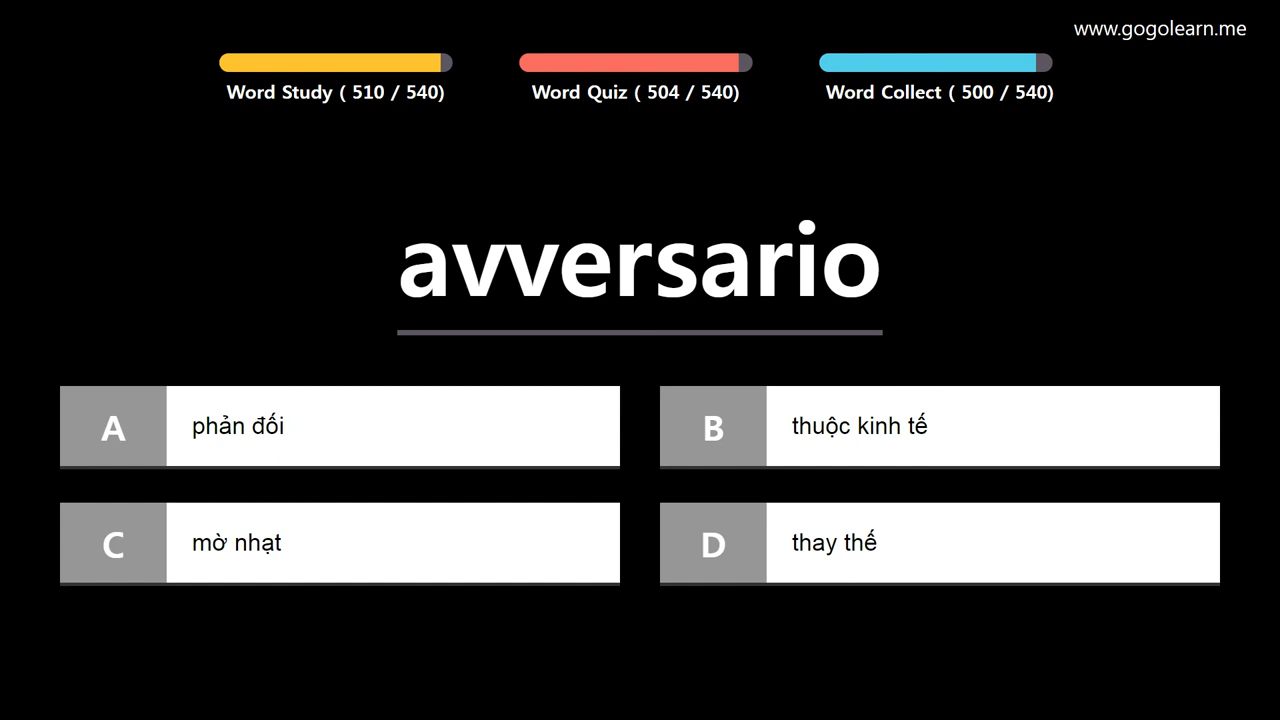 www.gogolearn.me
Word Study ( 510 / 540)
Word Quiz ( 504 / 540)
Word Collect ( 500 / 540)
avversario
A phản đối
B thuộc kinh tế
C mờ nhạt
D thay thế